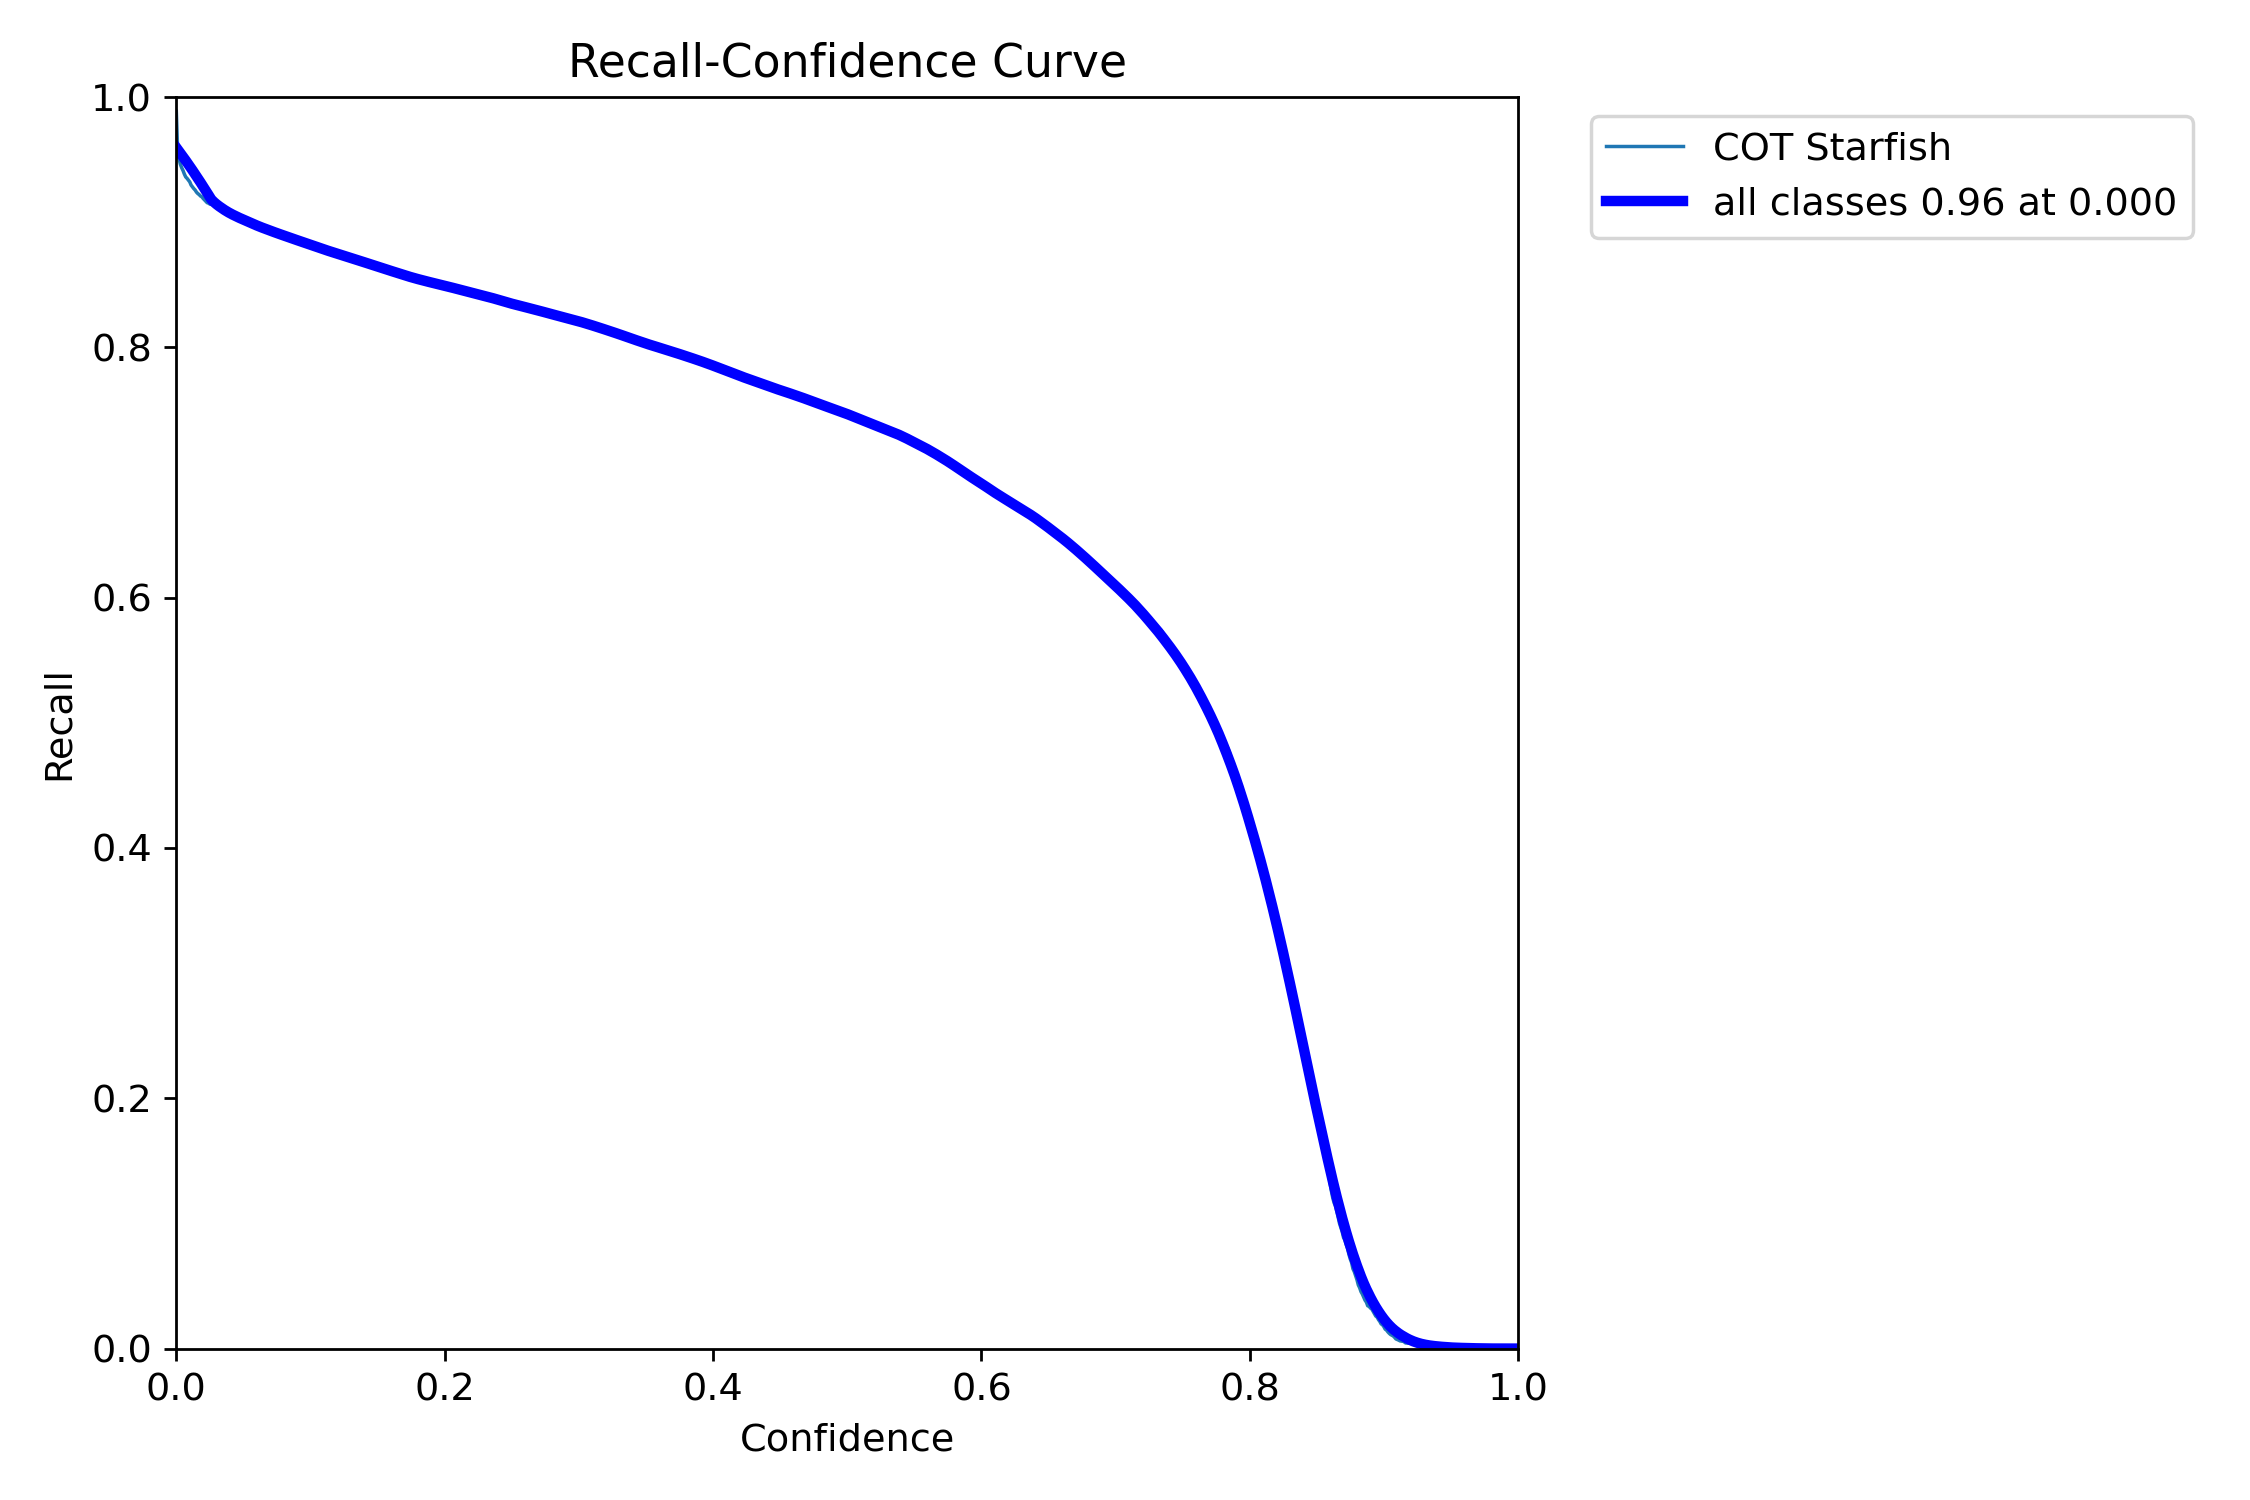 Recall-Confidence Curve
1.0
0.8
0.6
0.4
0.2
0.0
Recall
0.0 0.2 0.4 0.6 0.8 1.0
Confidence
COT Starfish
all classes 0.96 at 0.000